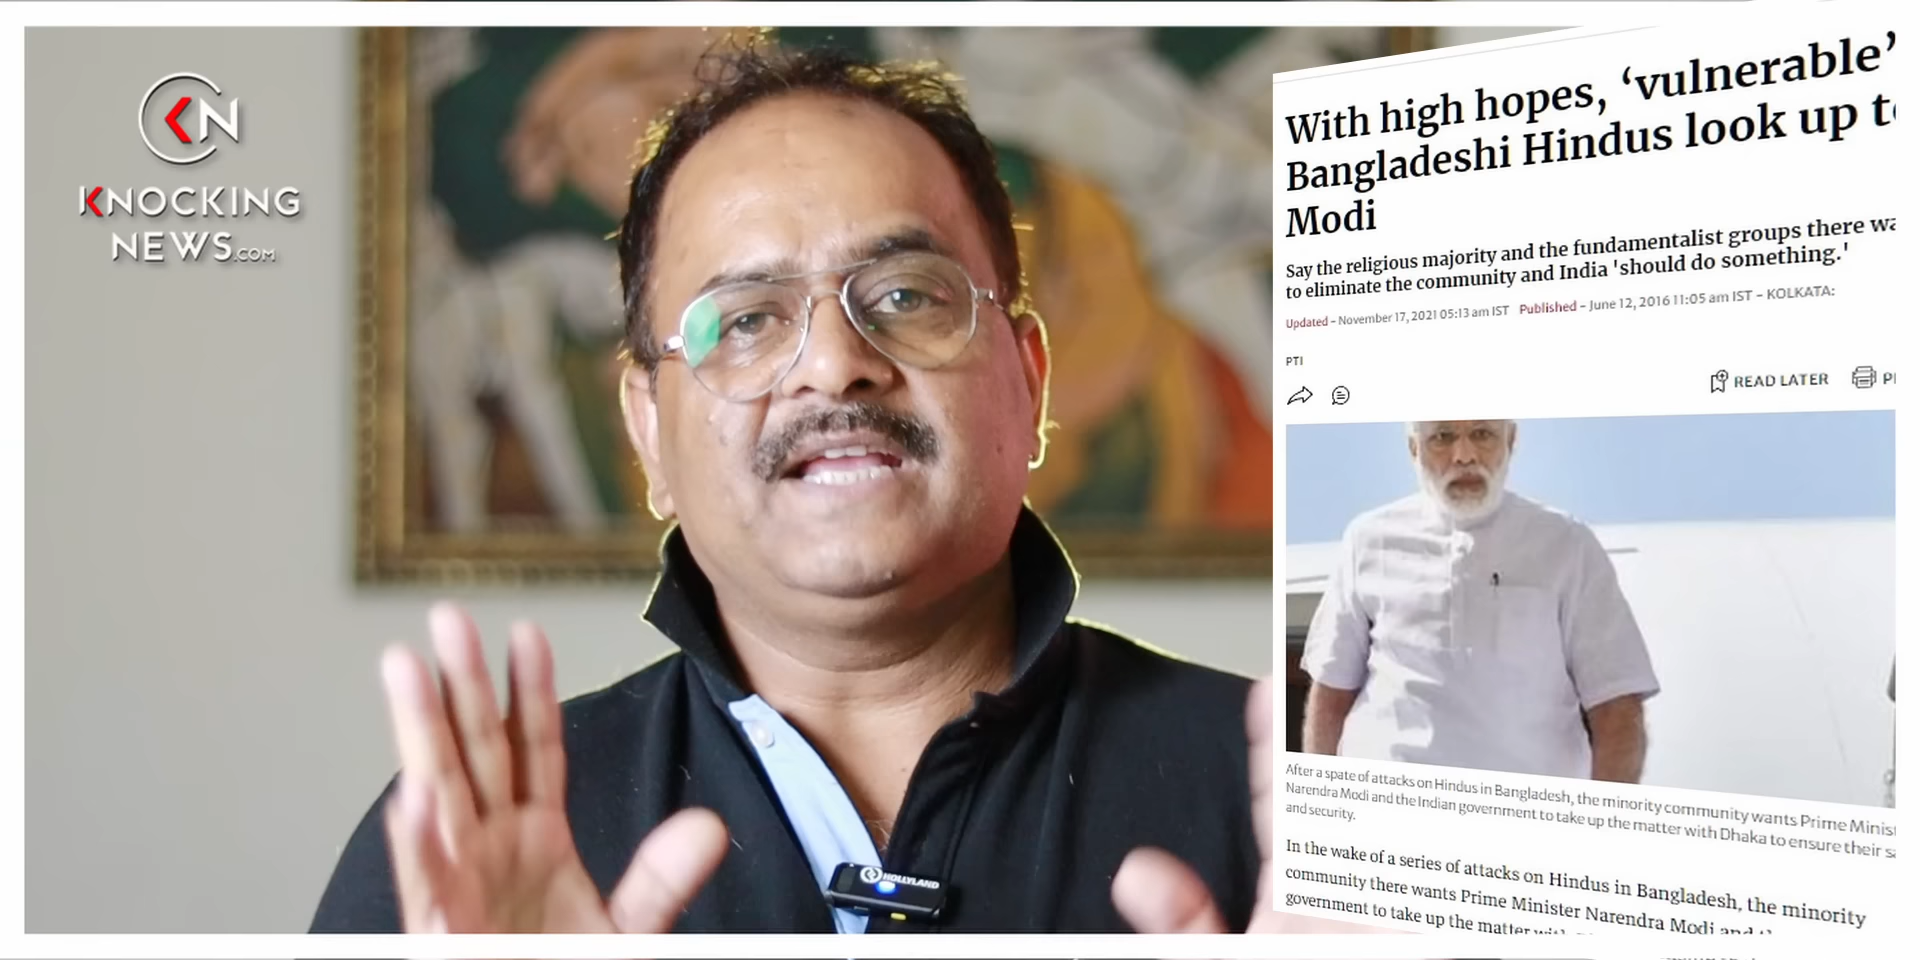 KN
KNOCKING
NEWS.COM
With high hopes, ‘vulnerable’
Bangladeshi Hindus look up
Modi
Say the religious majority and the fundamentalist groups there
to eliminate the community and India 'should do something.'
Updated - November 17, 2021 05:13 am IST Published - June 12, 2016 11:05 am IST - KOLKATA:
PTI
READ LATER
After a spate of attacks on Hindus in Bangladesh, the minority community wants Prime
Narendra Modi and the Indian government to take up the matter with Dhaka to ensure their
and security.
In the wake of a series of attacks on Hindus in Bangladesh, the minority
community there wants Prime Minister Narendra Modi and
government to take up the matter
HOLLYLAND